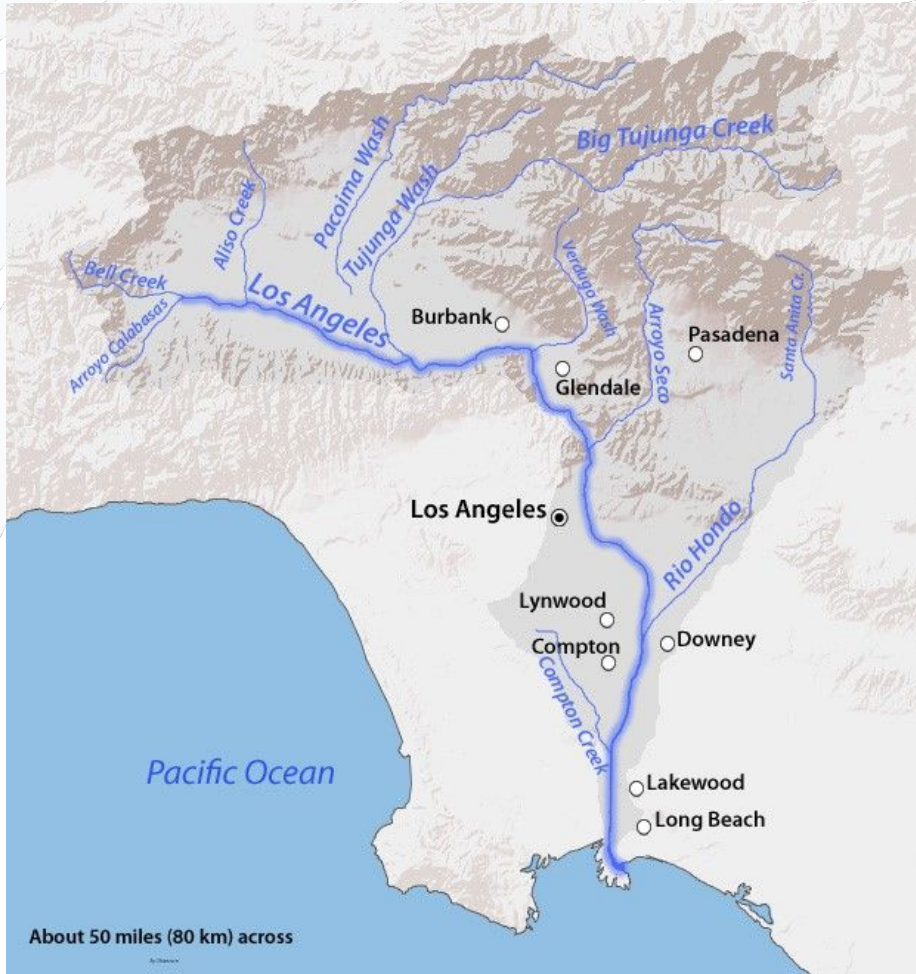 Big Tujunga Creek
Pacoima Wash
Tujunga Wash
Aliso Creek
Bell Creek
Arroyo Calabasas
Los Angeles
Verdugo Wash
Arroyo Seco
Santa Anita Cr.
Burbank
Pasadena
Glendale
Los Angeles
Rio Hondo
Lynwood
Compton
Downey
Compton Creek
Pacific Ocean
Lakewood
Long Beach
About 50 miles (80 km) across